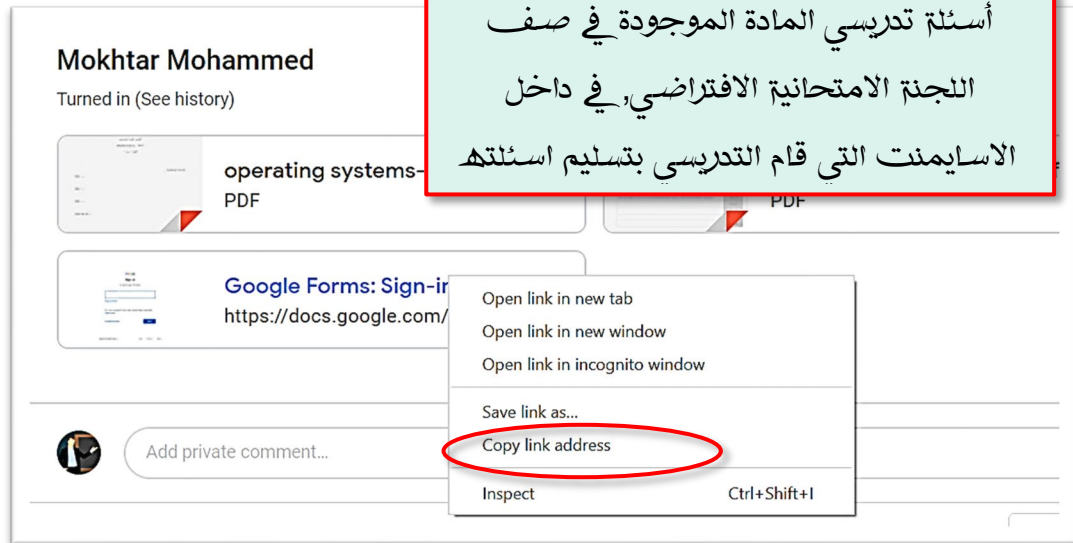 أسئلة تدريسي المادة الموجودة في صف
اللجنة الامتحانية الافتراضي, في داخل
الاسايمنت التي قام التدريسي بتسليم اسئلته
Mokhtar Mohammed
Turned in (See history)
operating systems-
PDF
PDF
Google Forms: Sign-in
https://docs.google.com/
Open link in new tab
Open link in new window
Open link in incognito window
Save link as...
Copy link address
Inspect Ctrl+Shift+I
Add private comment...